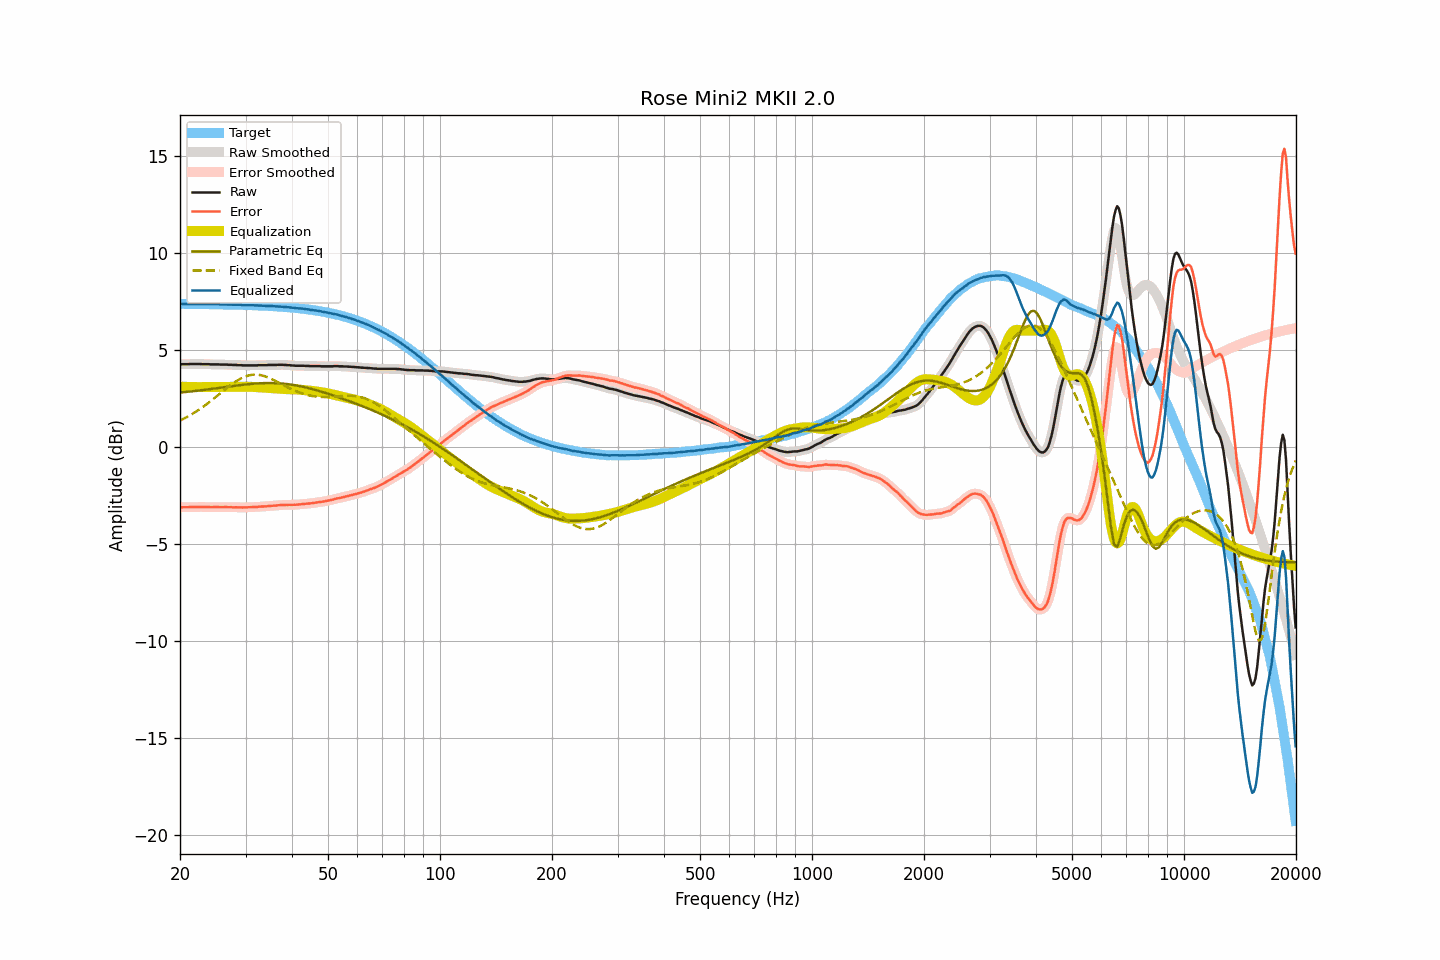 Rose Mini2 MKII 2.0
Target
Raw Smoothed
Error Smoothed
Raw
Error
Equalization
Parametric Eq
Fixed Band Eq
Equalized
15
10
5
0
−5
−10
−15
−20
Amplitude (dBr)
20 50 100 200 500 1000 2000 5000 10000 20000
Frequency (Hz)